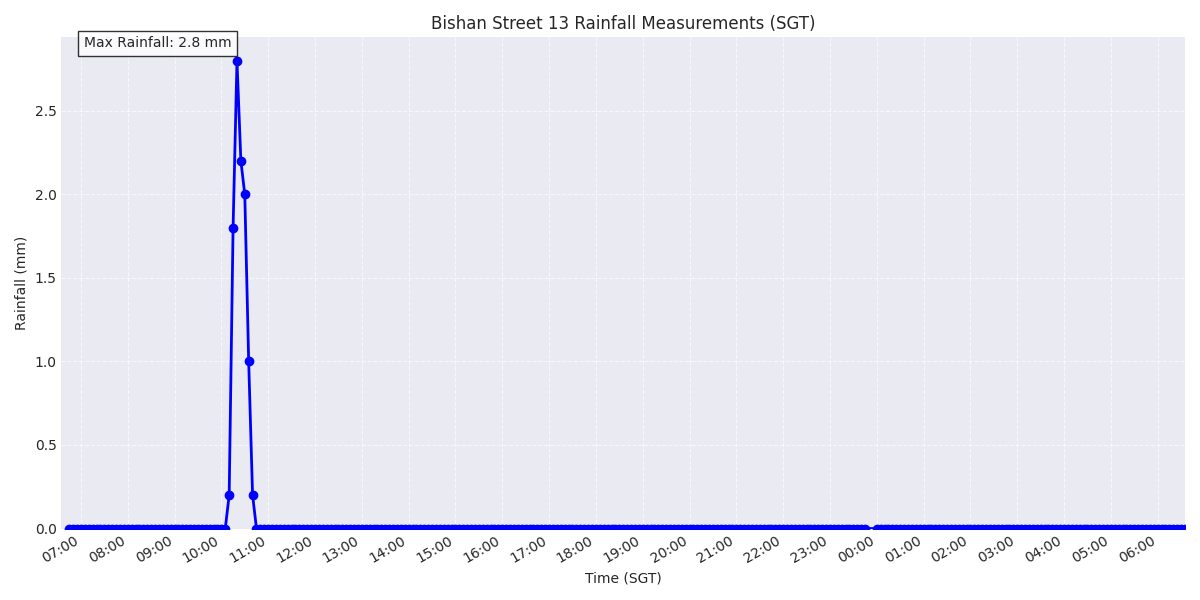 Bishan Street 13 Rainfall Measurements (SGT)
Max Rainfall: 2.8 mm
Rainfall (mm)
2.5
2.0
1.5
1.0
0.5
0.0
07:00 08:00 09:00 10:00 11:00 12:00 13:00 14:00 15:00 16:00 17:00 18:00 19:00 20:00 21:00 22:00 23:00 00:00 01:00 02:00 03:00 04:00 05:00 06:00
Time (SGT)